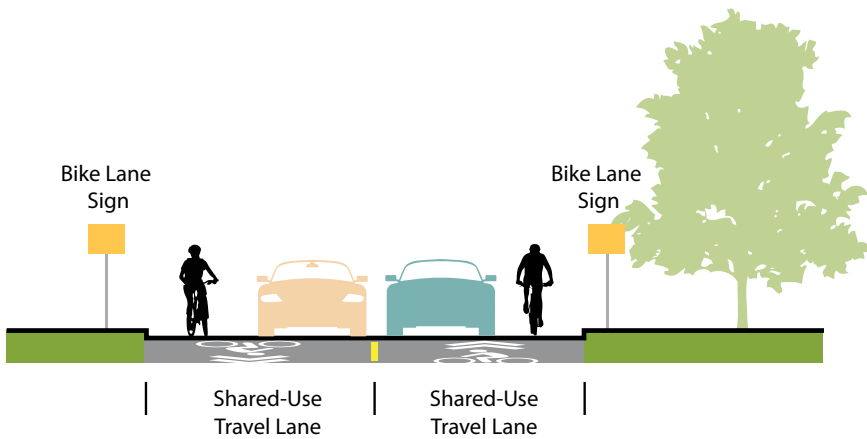 Bike Lane
Sign
Bike Lane
Sign
Shared-Use
Travel Lane
Shared-Use
Travel Lane